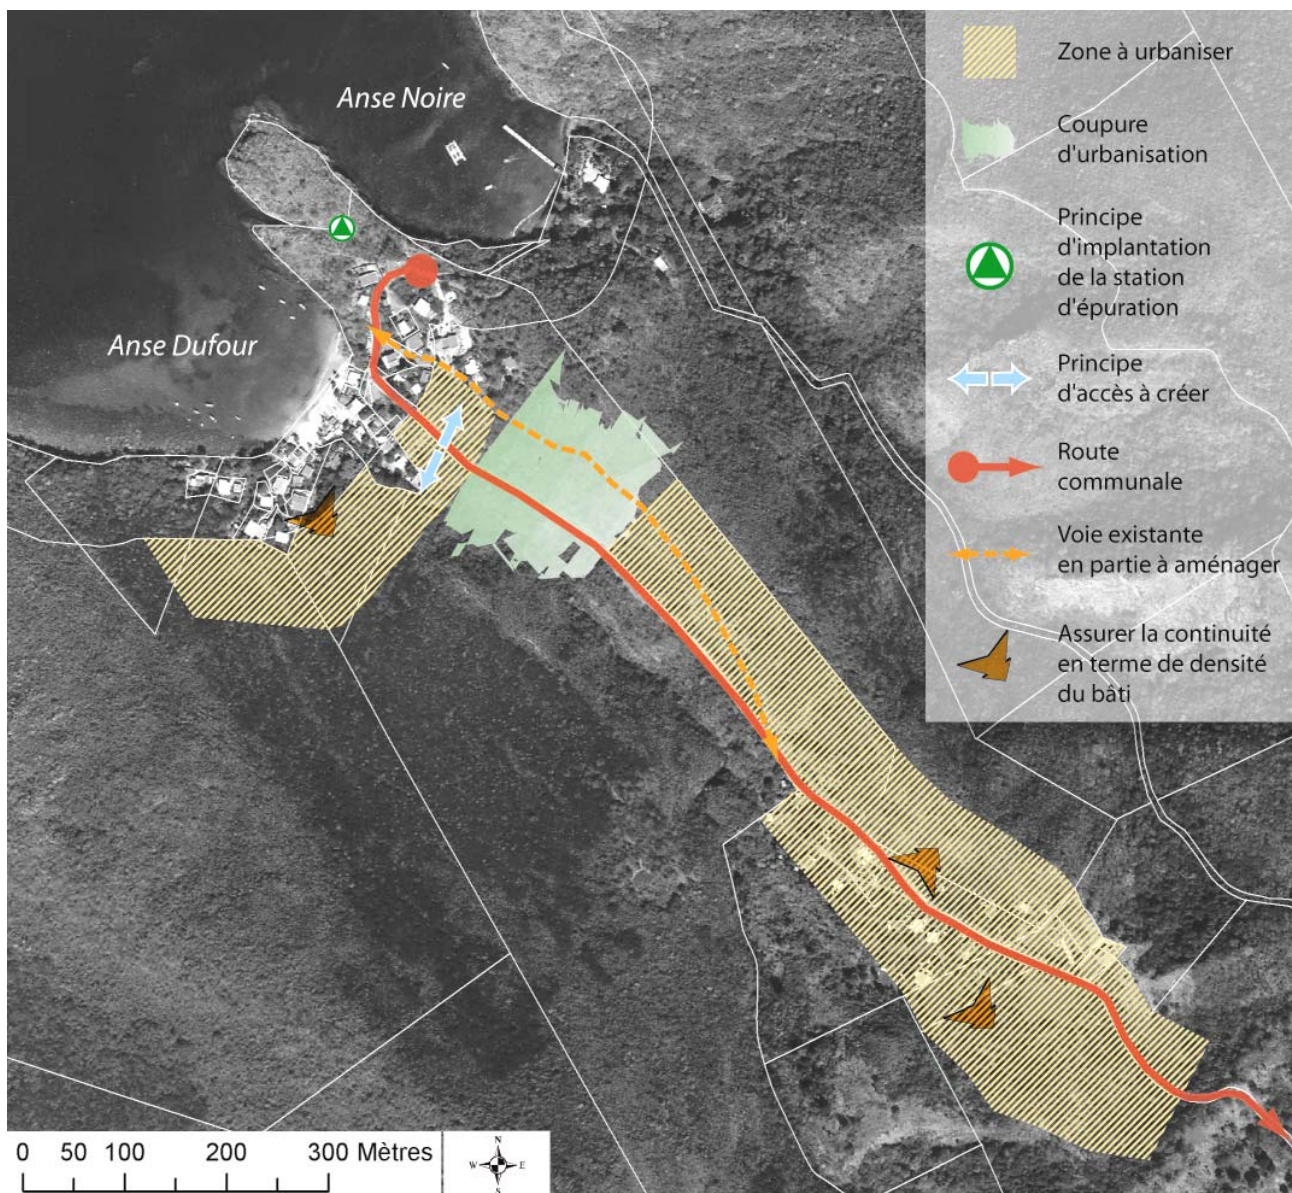 Anse Noire
Anse Dufour
Zone à urbaniser
Coupure
d'urbanisation
Principe
d'implantation
de la station
d'épuration
Principe
d'accès à créer
Route
communale
Voie existante
en partie à aménager
Assurer la continuité
en terme de densité
du bâti
0 50 100 200 300 Mètres
N
W E
S